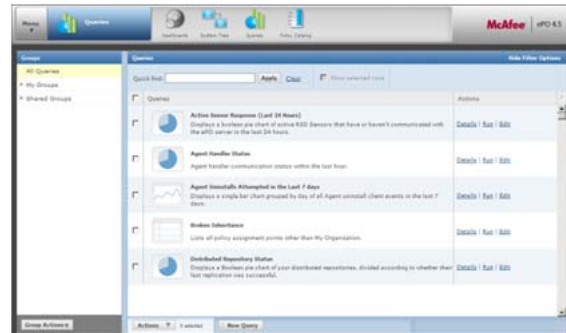 Menu
Queries
Dashboards
System Tree
Queries
Policy Catalog
McAfee
ePO 4.5
Groups
Queries
Hide Filter Options
All Queries
My Groups
Shared Groups
Quick find:
Apply
Clear
Show selected rows
Queries
Actions
Active Sensor Response (Last 24 Hours)
Displays a boolean pie chart of active RSD Sensors that have or haven't communicated with
the ePO server in the last 24 hours.
Details | Run | Edit
Agent Handler Status
Agent handler communication status within the last hour.
Details | Run | Edit
Agent Uninstalls Attempted in the Last 7 days
Displays a single bar chart grouped by day of all Agent uninstall client events in the last 7
days.
Details | Run | Edit
Broken Inheritance
Lists all policy assignment points other than My Organization.
Details | Run | Edit
Distributed Repository Status
Displays a Boolean pie chart of your distributed repositories, divided according to whether their
last replication was successful.
Details | Run | Edit
Group Actions
Actions
0 selected
New Query